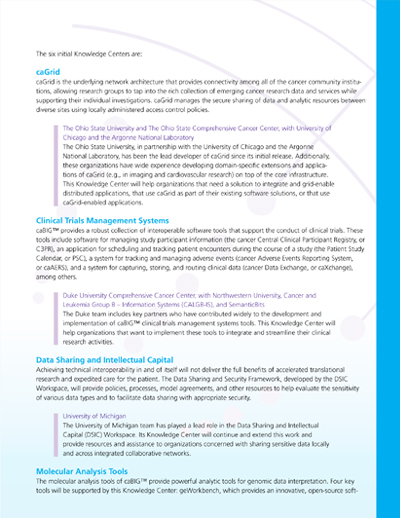 The six initial Knowledge Centers are:
caGrid
caGrid is the underlying network architecture that provides connectivity among all of the cancer community institu-
tions, allowing research groups to tap into the rich collection of emerging cancer research data and services while
supporting their individual investigations. caGrid manages the secure sharing of data and analytic resources between
diverse sites using locally administered access control policies.
The Ohio State University and The Ohio State Comprehensive Cancer Center, with University of
Chicago and the Argonne National Laboratory
The Ohio State University, in partnership with the University of Chicago and the Argonne
National Laboratory, has been the lead developer of caGrid since its initial release. Additionally,
these organizations have wide experience developing domain-specific extensions and applica-
tions of caGrid (e.g., in imaging and cardiovascular research) on top of the core infrastructure.
This Knowledge Center will help organizations that need a solution to integrate and grid-enable
distributed applications, that use caGrid as part of their existing software solutions, or that use
caGrid-enabled applications.
Clinical Trials Management Systems
caBIG™ provides a robust collection of interoperable software tools that support the conduct of clinical trials. These
tools include software for managing study participant information (the cancer Central Clinical Participant Registry, or
C3PR), an application for scheduling and tracking patient encounters during the course of a study (the Patient Study
Calendar, or PSC), a system for tracking and managing adverse events (cancer Adverse Events Reporting System,
or caAERS), and a system for capturing, storing, and routing clinical data (cancer Data Exchange, or caXchange),
among others.
Duke University Comprehensive Cancer Center, with Northwestern University, Cancer and
Leukemia Group B – Information Systems (CALGB-IS), and SemanticBits
The Duke team includes key partners who have contributed widely to the development and
implementation of caBIG™ clinical trials management systems tools. This Knowledge Center will
help organizations that want to implement these tools to integrate and streamline their clinical
research activities.
Data Sharing and Intellectual Capital
Achieving technical interoperability in and of itself will not deliver the full benefits of accelerated translational
research and expedited care for the patient. The Data Sharing and Security Framework, developed by the DSIC
Workspace, will provide policies, processes, model agreements, and other resources to help evaluate the sensitivity
of various data types and to facilitate data sharing with appropriate security.
University of Michigan
The University of Michigan team has played a lead role in the Data Sharing and Intellectual
Capital (DSIC) Workspace. Its Knowledge Center will continue and extend this work and
provide resources and assistance to organizations concerned with sharing sensitive data locally
and across integrated collaborative networks.
Molecular Analysis Tools
The molecular analysis tools of caBIG™ provide powerful analytic tools for genomic data interpretation. Four key
tools will be supported by this Knowledge Center: geWorkbench, which provides an innovative, open-source soft-